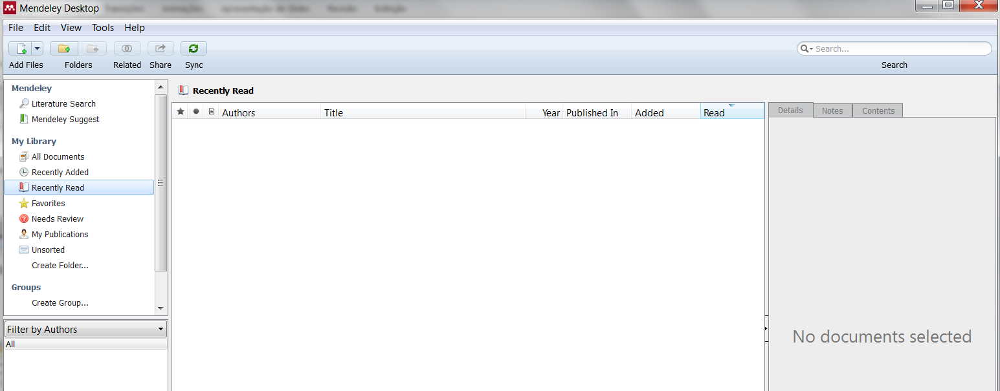 Mendeley Desktop
File Edit View Tools Help
Add Files Folders Related Share Sync
Search...
Search
Mendeley
Literature Search
Mendeley Suggest
My Library
All Documents
Recently Added
Recently Read
Favorites
Needs Review
My Publications
Unsorted
Create Folder...
Groups
Create Group...
Filter by Authors
All
Recently Read
Authors Title Year Published In Added Read
Details Notes Contents
No documents selected